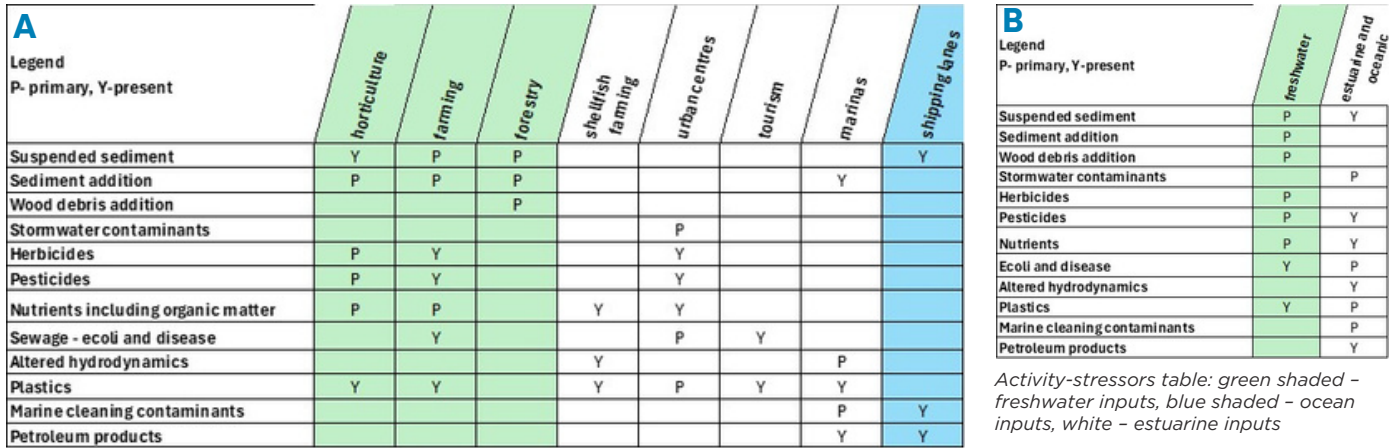 A
Legend
P- primary, Y-present
horticulture
farming
forestry
shellfish
farming
urban centres
tourism
marinas
shipping lanes
Suspended sediment Y P P Y
Sediment addition P P P Y
Wood debris addition P
Stormwater contaminants P
Herbicides P Y Y
Pesticides P Y Y
Nutrients including organic matter P P Y Y
Sewage - ecoli and disease Y P Y
Altered hydrodynamics Y P
Plastics Y Y Y P Y Y
Marine cleaning contaminants P Y
Petroleum products Y Y
B
Legend
P- primary, Y-present
freshwater
estuarine and
oceanic
Suspended sediment P Y
Sediment addition P
Wood debris addition P
Stormwater contaminants P
Herbicides P
Pesticides P Y
Nutrients P Y
Ecoli and disease Y P
Altered hydrodynamics Y
Plastics Y P
Marine cleaning contaminants P
Petroleum products Y
Activity-stressors table: green shaded –
freshwater inputs, blue shaded – ocean
inputs, white – estuarine inputs